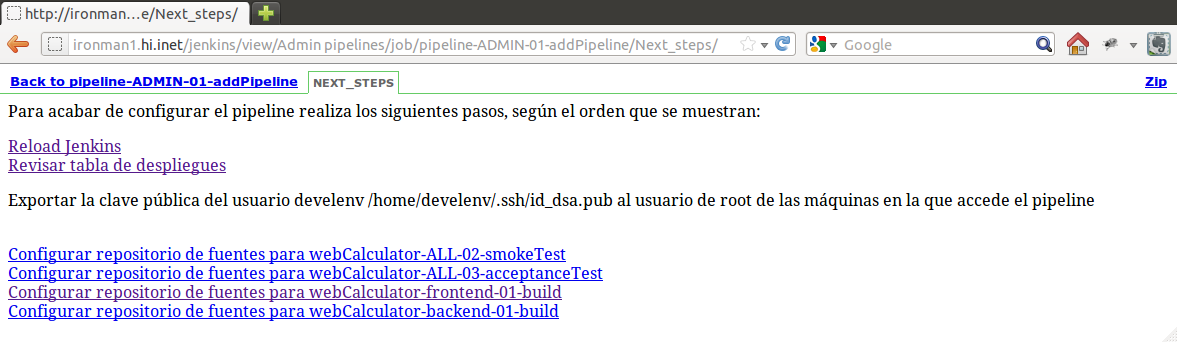 http://ironman...e/Next_steps/
ironman1.hi.inet/jenkins/view/Admin pipelines/job/pipeline-ADMIN-01-addPipeline/Next_steps/
Google
Back to pipeline-ADMIN-01-addPipeline
NEXT_STEPS
Zip
Para acabar de configurar el pipeline realiza los siguientes pasos, según el orden que se muestran:
Reload Jenkins
Revisar tabla de despliegues
Exportar la clave pública del usuario develenv /home/develenv/.ssh/id_dsa.pub al usuario de root de las máquinas en la que accede el pipeline
Configurar repositorio de fuentes para webCalculator-ALL-02-smokeTest
Configurar repositorio de fuentes para webCalculator-ALL-03-acceptanceTest
Configurar repositorio de fuentes para webCalculator-frontend-01-build
Configurar repositorio de fuentes para webCalculator-backend-01-build